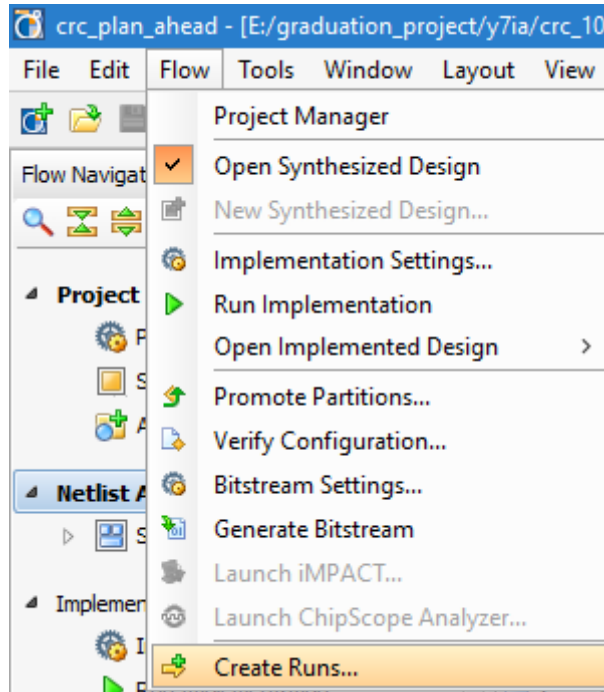 crc_plan_ahead - [E:/graduation_project/y7ia/crc_10
File Edit Flow Tools Window Layout View
Project Manager
Flow Navigat
Open Synthesized Design
New Synthesized Design...
Implementation Settings...
Project
Run Implementation
P
Open Implemented Design
S
Promote Partitions...
A
Verify Configuration...
Netlist A
Bitstream Settings...
S
Generate Bitstream
Launch iMPACT...
Implemen
Launch ChipScope Analyzer...
I
Create Runs...